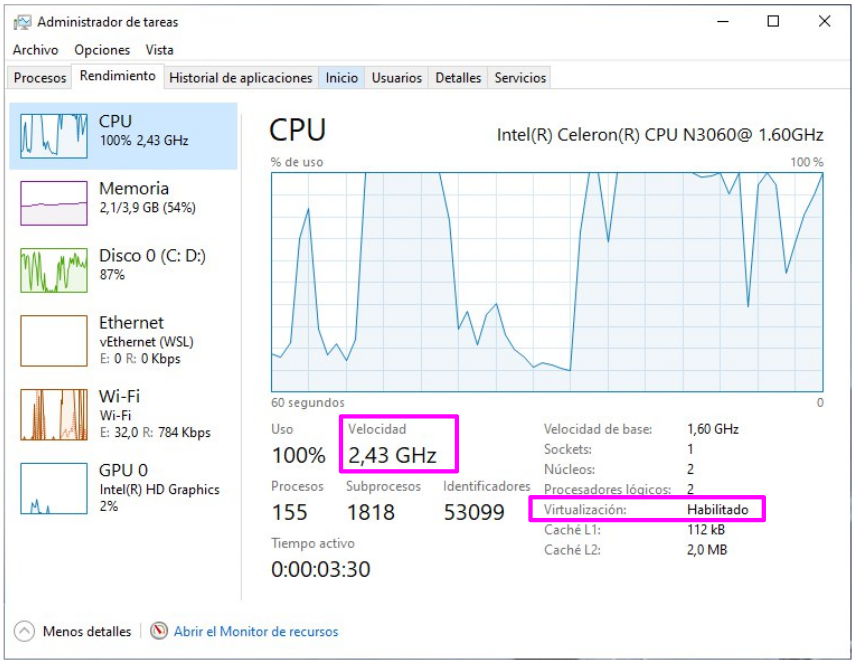 Administrador de tareas
Archivo Opciones Vista
Procesos Rendimiento Historial de aplicaciones Inicio Usuarios Detalles Servicios
CPU
100% 2,43 GHz
Memoria
2,1/3,9 GB (54%)
Disco 0 (C: D:)
87%
Ethernet
vEthernet (WSL)
E: 0 R: 0 Kbps
Wi-Fi
Wi-Fi
E: 32,0 R: 784 Kbps
GPU 0
Intel(R) HD Graphics
2%
CPU
Intel(R) Celeron(R) CPU N3060@ 1.60GHz
% de uso 100 %
60 segundos 0
Uso Velocidad
100% 2,43 GHz
Procesos Subprocesos Identificadores
155 1818 53099
Tiempo activo
0:00:03:30
Velocidad de base: 1,60 GHz
Sockets: 1
Núcleos: 2
Procesadores lógicos: 2
Virtualización: Habilitado
Caché L1: 112 kB
Caché L2: 2,0 MB
Menos detalles Abrir el Monitor de recursos